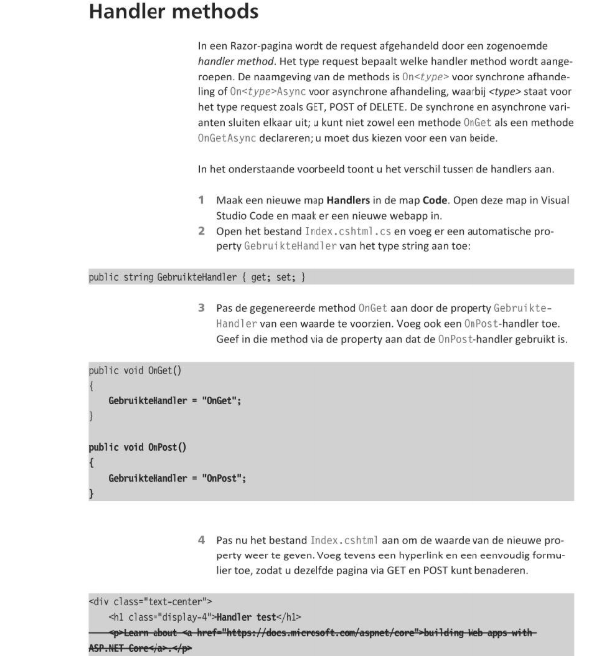 Handler methods
In een Razor-pagina wordt de request afgehandeld door een zogenoemde
handler method. Het type request bepaalt welke handler method wordt aange-
roepen. De naamgeving van de methods is On<type> voor synchrone afhande-
ling of On<type>Async voor asynchrone afhandeling, waarbij <type> staat voor
het type request zoals GET, POST of DELETE. De synchrone en asynchrone vari-
anten sluiten elkaar uit; u kunt niet zowel een methode OnGet als een methode
OnGetAsync declareren; u moet dus kiezen voor een van beide.
In het onderstaande voorbeeld toont u het verschil tussen de handlers aan.
1 Maak een nieuwe map Handlers in de map Code. Open deze map in Visual
Studio Code en maak er een nieuwe webapp in.
2 Open het bestand Index.cshtml.cs en voeg er een automatische pro-
perty GebruikteHandler van het type string aan toe:
public string GebruikteHandler { get; set; }
3 Pas de gegenereerde method OnGet aan door de property Gebruikte-
Handler van een waarde te voorzien. Voeg ook een OnPost-handler toe.
Geef in die method via de property aan dat de OnPost-handler gebruikt is.
public void OnGet()
{
GebruikteHandler = "OnGet";
}
public void OnPost()
{
GebruikteHandler = "OnPost";
}
4 Pas nu het bestand Index.cshtml aan om de waarde van de nieuwe pro-
perty weer te geven. Voeg tevens een hyperlink en een eenvoudig formu-
lier toe, zodat u dezelfde pagina via GET en POST kunt benaderen.
<div class="text-center">
<h1 class="display-4">Handler test</h1>
<p>Learn about <a href="https://docs.microsoft.com/aspnet/core">building Web apps with
ASP.NET Core</a>.</p>